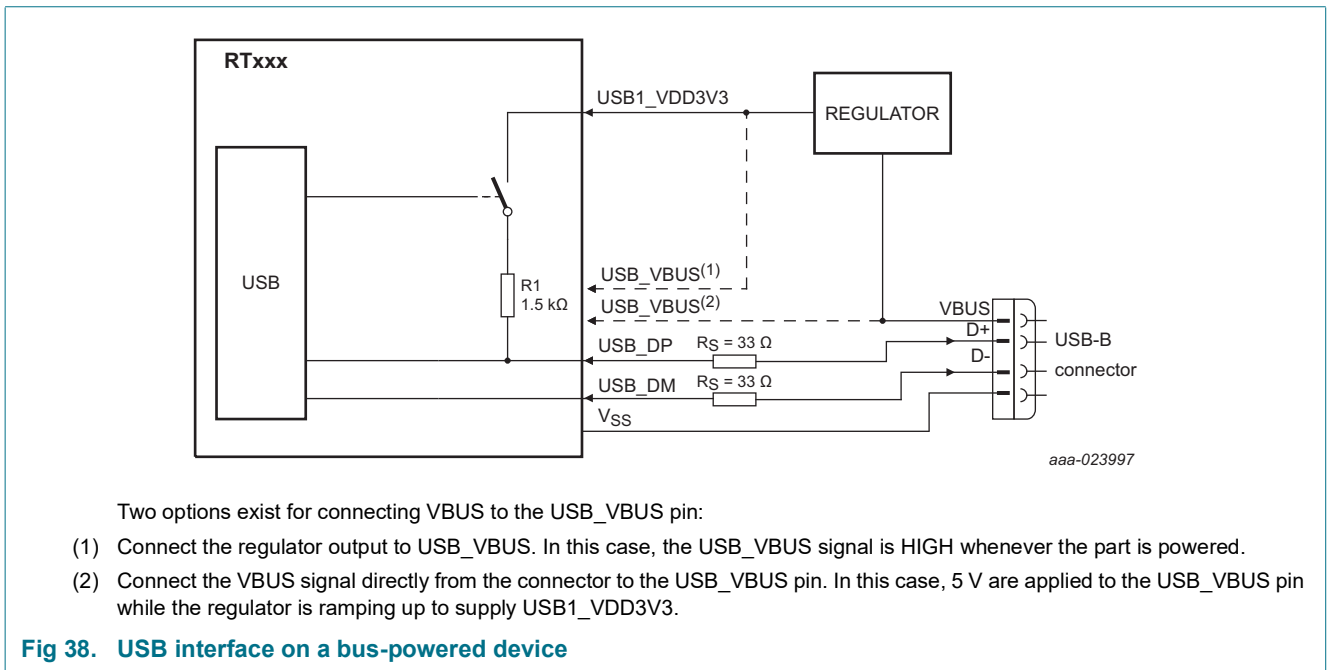 RTxxx
USB1_VDD3V3
REGULATOR
USB
R1
1.5 kΩ
USB_VBUS(1)
USB_VBUS(2)
VBUS
D+
USB_DP
RS = 33 Ω
USB-B
D-
connector
USB_DM
RS = 33 Ω
VSS
aaa-023997
Two options exist for connecting VBUS to the USB_VBUS pin:
(1) Connect the regulator output to USB_VBUS. In this case, the USB_VBUS signal is HIGH whenever the part is powered.
(2) Connect the VBUS signal directly from the connector to the USB_VBUS pin. In this case, 5 V are applied to the USB_VBUS pin
while the regulator is ramping up to supply USB1_VDD3V3.
Fig 38. USB interface on a bus-powered device